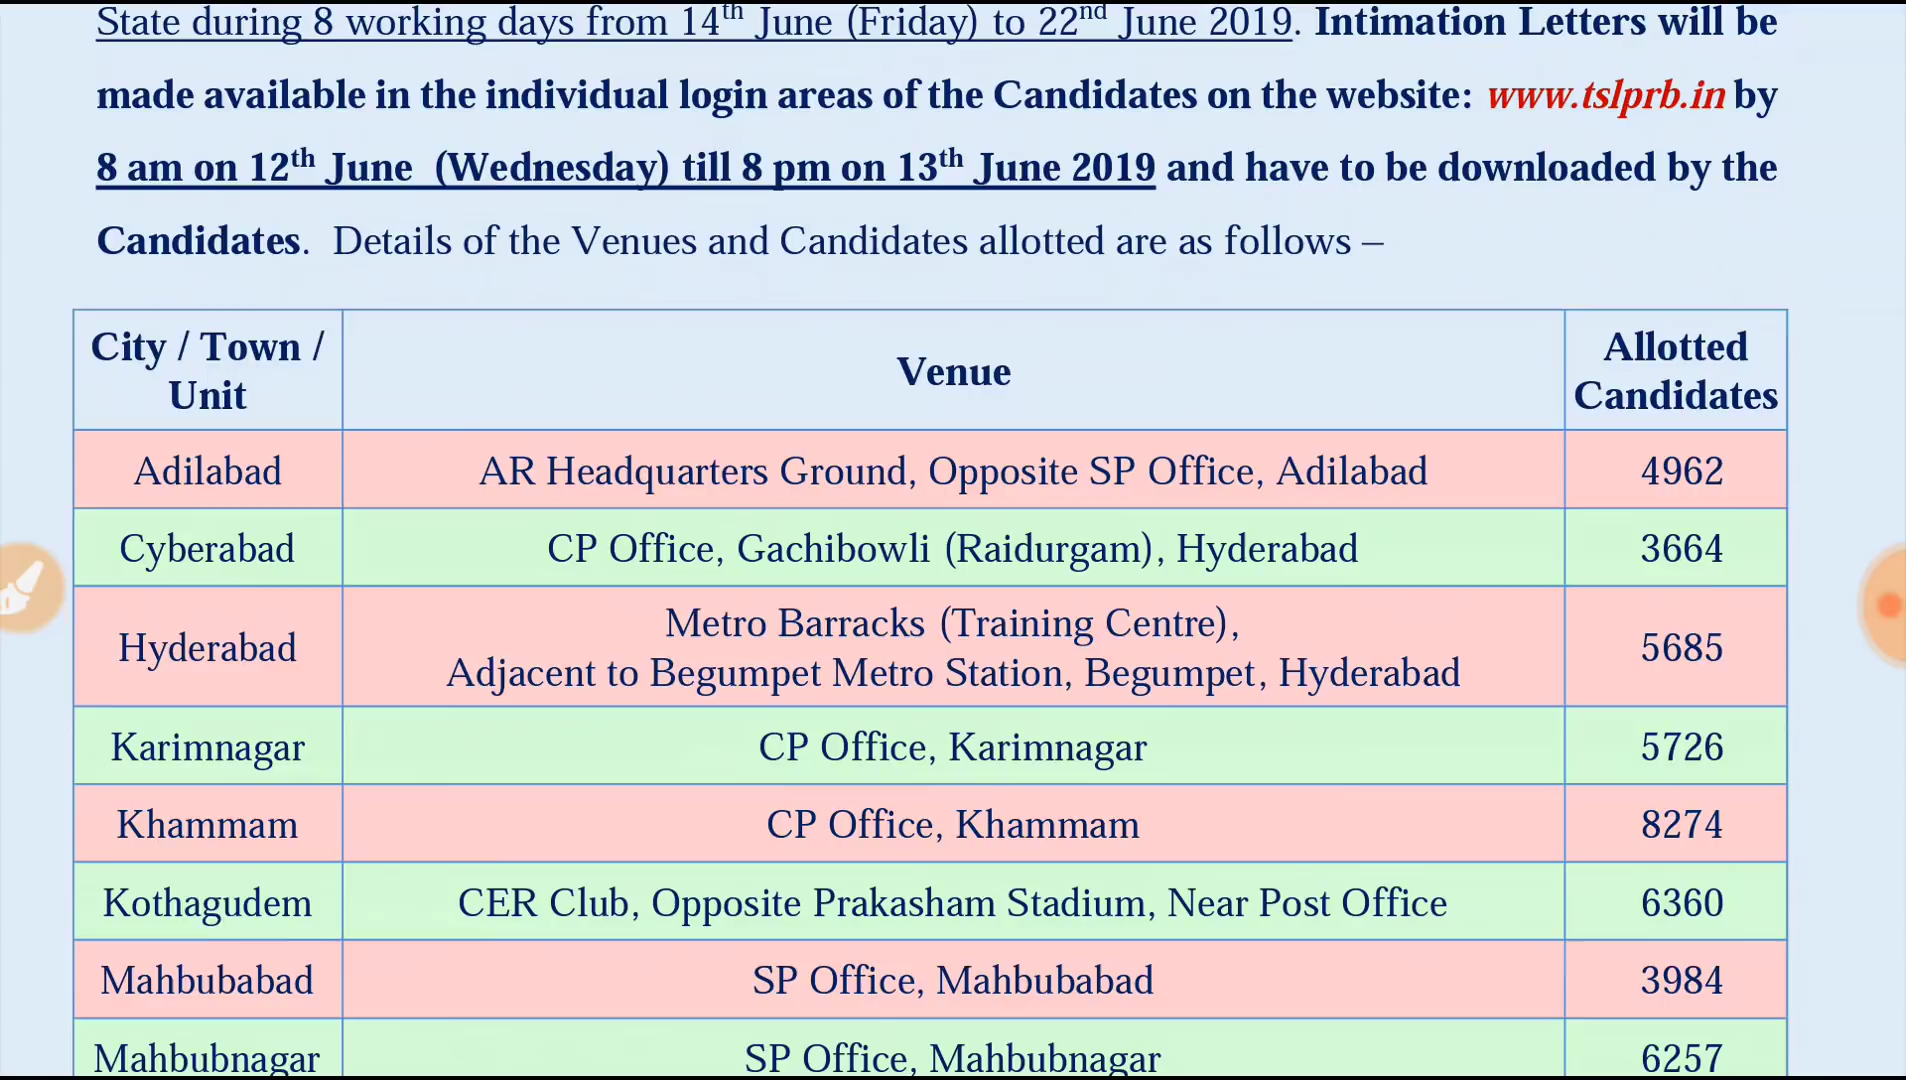 State during 8 working days from 14th June (Friday) to 22nd June 2019. Intimation Letters will be
made available in the individual login areas of the Candidates on the website: www.tslprb.in by
8 am on 12th June (Wednesday) till 8 pm on 13th June 2019 and have to be downloaded by the
Candidates. Details of the Venues and Candidates allotted are as follows –
City / Town / Unit Venue Allotted Candidates
Adilabad AR Headquarters Ground, Opposite SP Office, Adilabad 4962
Cyberabad CP Office, Gachibowli (Raidurgam), Hyderabad 3664
Hyderabad Metro Barracks (Training Centre),
Adjacent to Begumpet Metro Station, Begumpet, Hyderabad 5685
Karimnagar CP Office, Karimnagar 5726
Khammam CP Office, Khammam 8274
Kothagudem CER Club, Opposite Prakasham Stadium, Near Post Office 6360
Mahbubabad SP Office, Mahbubabad 3984
Mahbubnagar SP Office, Mahbubnagar 6257